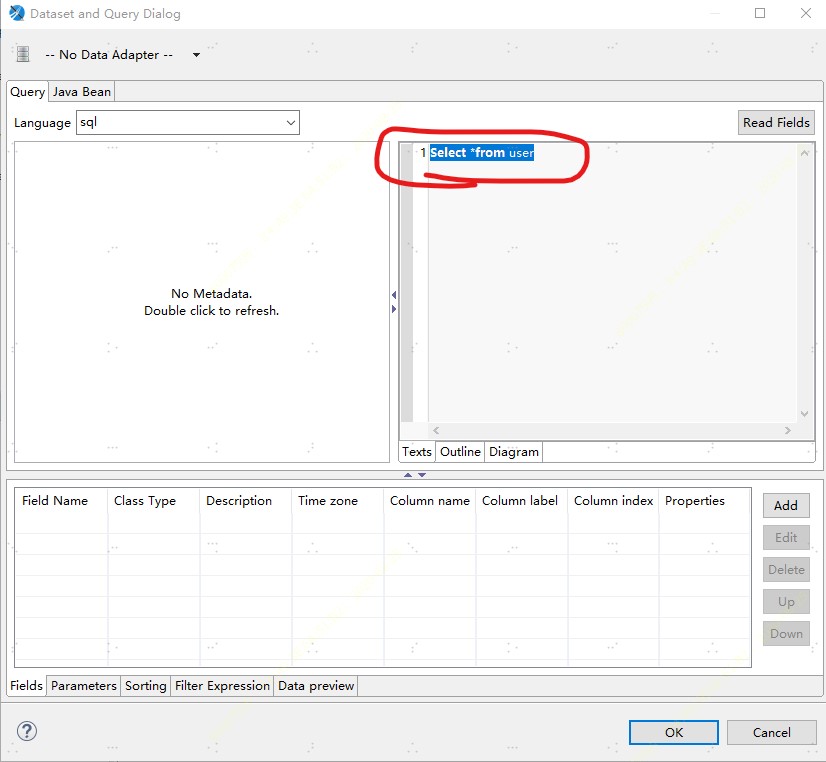 Dataset and Query Dialog
-- No Data Adapter --
Query Java Bean
Language sql Read Fields
1 Select *from user
No Metadata.
Double click to refresh.
Texts Outline Diagram
Field Name Class Type Description Time zone Column name Column label Column index Properties
Add
Edit
Delete
Up
Down
Fields Parameters Sorting Filter Expression Data preview
? OK Cancel